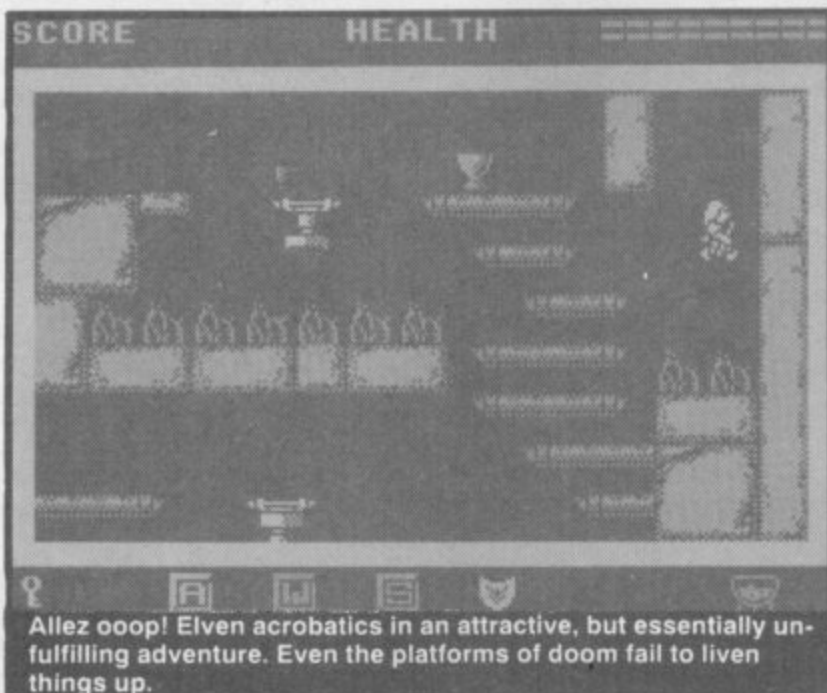 SCORE HEALTH
A W S
Allez ooop! Elven acrobatics in an attractive, but essentially un-
fulfilling adventure. Even the platforms of doom fail to liven
things up.